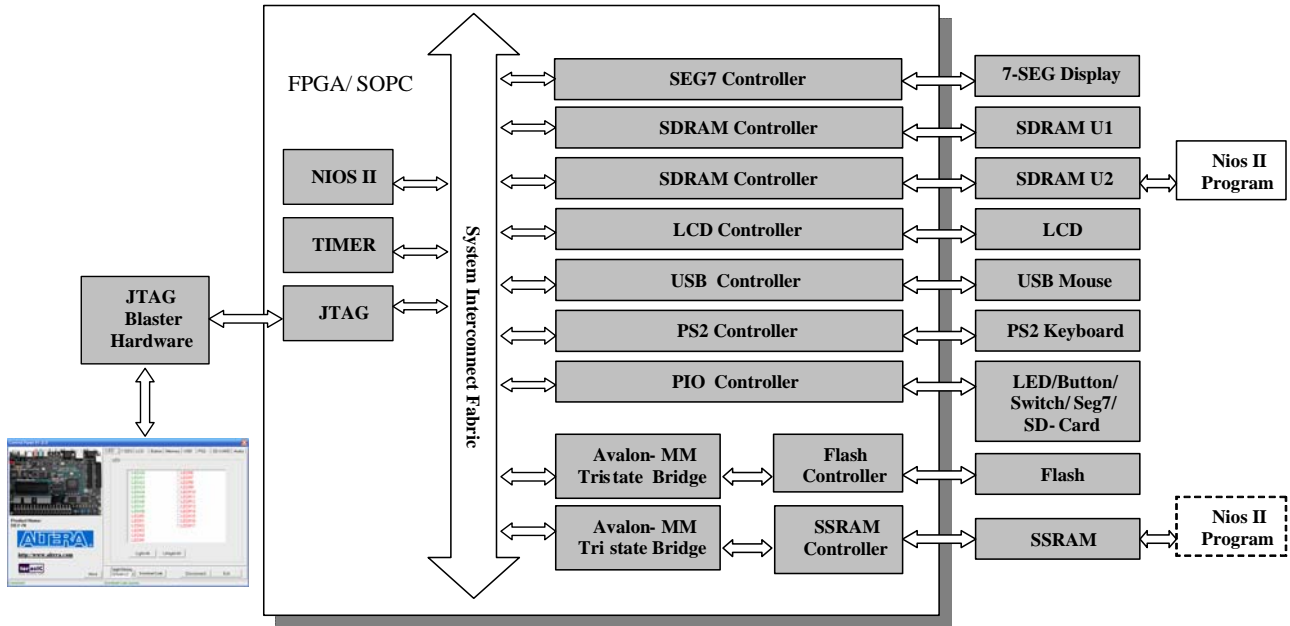 FPGA/ SOPC
NIOS II
TIMER
JTAG
JTAG
Blaster
Hardware
System Interconnect Fabric
SEG7 Controller
7-SEG Display
SDRAM Controller
SDRAM U1
SDRAM Controller
SDRAM U2
Nios II
Program
LCD Controller
LCD
USB Controller
USB Mouse
PS2 Controller
PS2 Keyboard
PIO Controller
LED/Button/
Switch/ Seg7/
SD- Card
Avalon- MM
Tristate Bridge
Flash
Controller
Flash
Avalon- MM
Tri state Bridge
SSRAM
Controller
SSRAM
Nios II
Program
ALTERA
http://www.altera.com